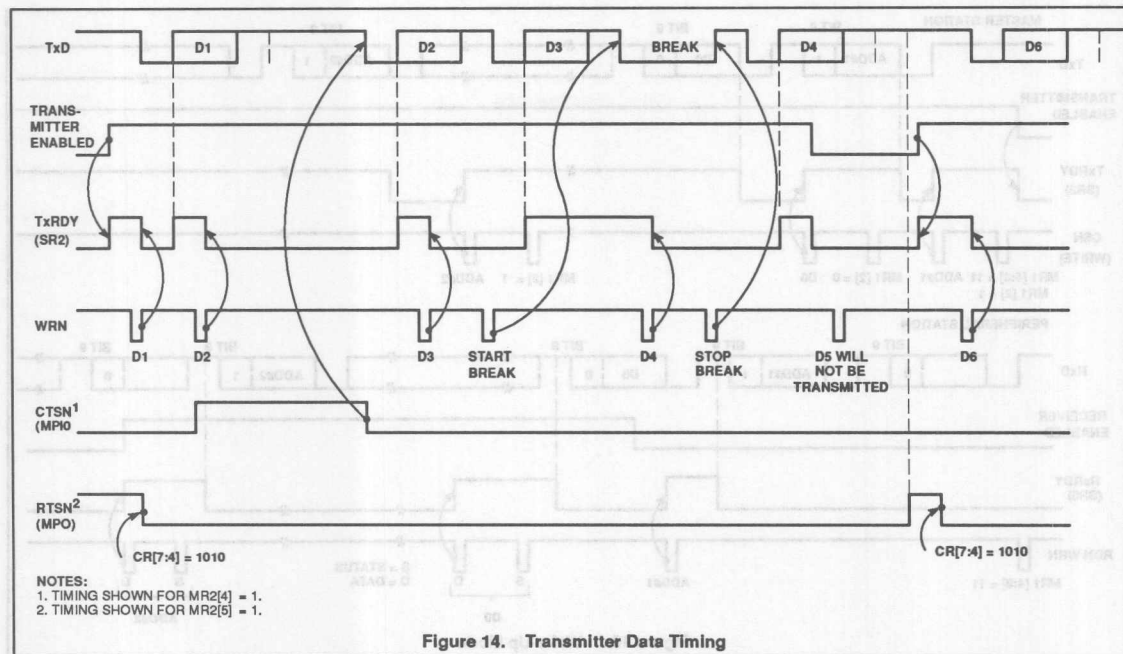 TxD D1 D2 D3 BREAK D4 D6
TRANS-
MITTER
ENABLED
TxRDY
(SR2)
WRN
D1 D2 D3 START
BREAK D4 STOP
BREAK D5 WILL
NOT BE
TRANSMITTED D6
CTSN1
(MPI0
RTSN2
(MPO)
CR[7:4] = 1010 CR[7:4] = 1010
NOTES:
1. TIMING SHOWN FOR MR2[4] = 1.
2. TIMING SHOWN FOR MR2[5] = 1.
Figure 14. Transmitter Data Timing